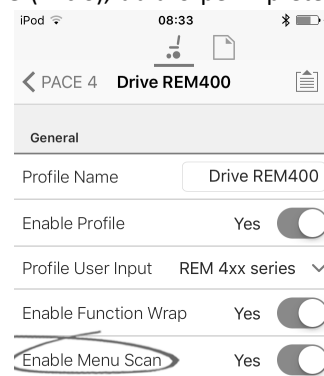 iPod 08:33
PACE 4 Drive REM400
General
Profile Name Drive REM400
Enable Profile Yes
Profile User Input REM 4xx series
Enable Function Wrap Yes
Enable Menu Scan Yes